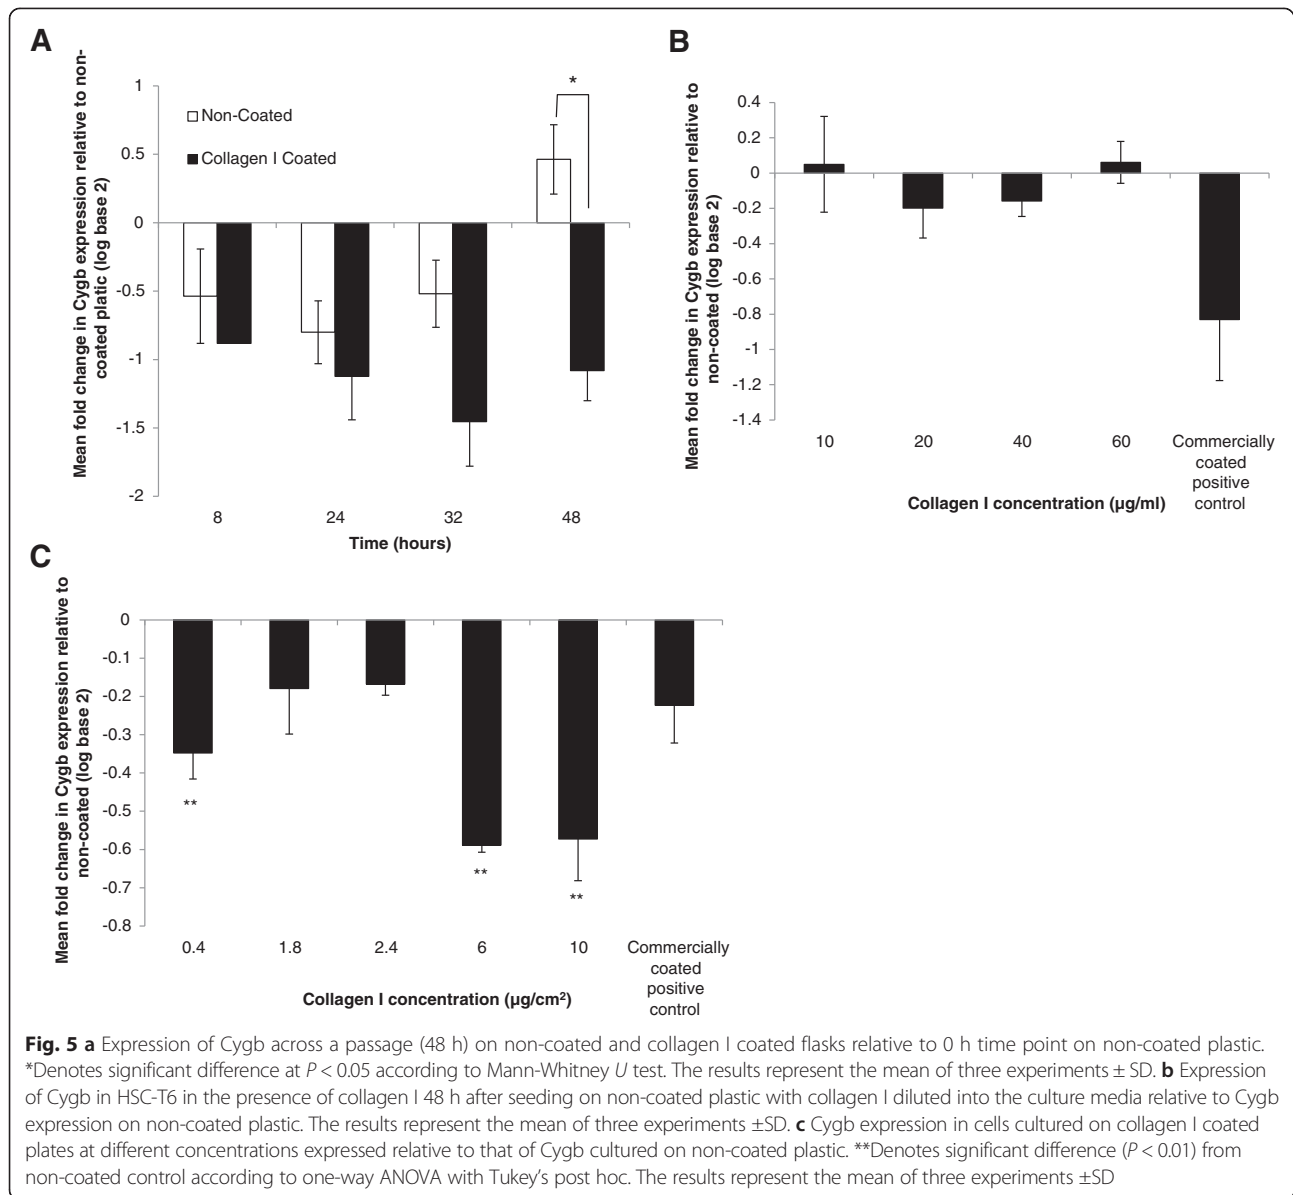 A
Mean fold change in Cygb expression relative to non-
coated platic (log base 2)
1
0.5
0
-0.5
-1
-1.5
-2
Non-Coated
Collagen I Coated
*
8 24 32 48
Time (hours)
B
Mean fold change in Cygb expression relative to
non-coated (log base 2)
0.4
0.2
0
-0.2
-0.4
-0.6
-0.8
-1
-1.2
-1.4
10 20 40 60 Commercially
coated
positive
control
Collagen I concentration (µg/ml)
C
Mean fold change in Cygb expression relative to
non-coated (log base 2)
0
-0.1
-0.2
-0.3
-0.4
-0.5
-0.6
-0.7
-0.8
**
**
**
0.4 1.8 2.4 6 10 Commercially
coated
positive
control
Collagen I concentration (µg/cm²)
Fig. 5 a Expression of Cygb across a passage (48 h) on non-coated and collagen I coated flasks relative to 0 h time point on non-coated plastic.
*Denotes significant difference at P < 0.05 according to Mann-Whitney U test. The results represent the mean of three experiments ± SD. b Expression
of Cygb in HSC-T6 in the presence of collagen I 48 h after seeding on non-coated plastic with collagen I diluted into the culture media relative to Cygb
expression on non-coated plastic. The results represent the mean of three experiments ±SD. c Cygb expression in cells cultured on collagen I coated
plates at different concentrations expressed relative to that of Cygb cultured on non-coated plastic. **Denotes significant difference (P < 0.01) from
non-coated control according to one-way ANOVA with Tukey's post hoc. The results represent the mean of three experiments ±SD